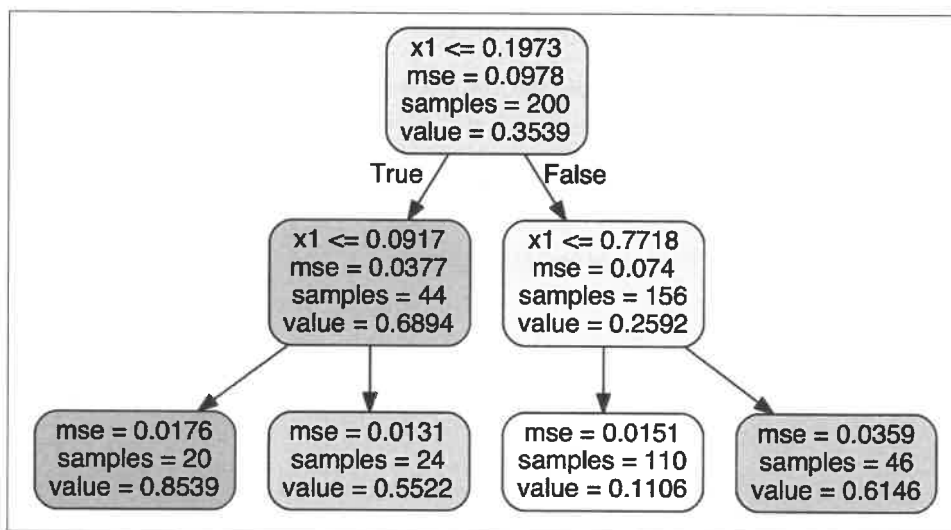 x1 <= 0.1973
mse = 0.0978
samples = 200
value = 0.3539
True
False
x1 <= 0.0917
mse = 0.0377
samples = 44
value = 0.6894
x1 <= 0.7718
mse = 0.074
samples = 156
value = 0.2592
mse = 0.0176
samples = 20
value = 0.8539
mse = 0.0131
samples = 24
value = 0.5522
mse = 0.0151
samples = 110
value = 0.1106
mse = 0.0359
samples = 46
value = 0.6146